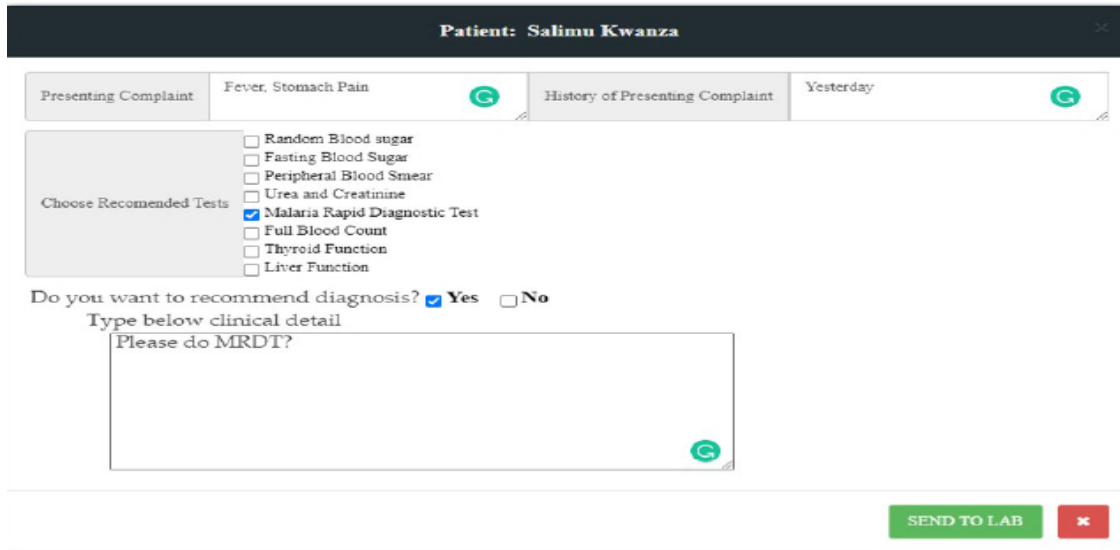 Patient: Salimu Kwanza
Presenting Complaint
Fever, Stomach Pain
History of Presenting Complaint
Yesterday
Choose Recomended Tests
Random Blood sugar
Fasting Blood Sugar
Peripheral Blood Smear
Urea and Creatinine
Malaria Rapid Diagnostic Test
Full Blood Count
Thyroid Function
Liver Function
Do you want to recommend diagnosis? Yes No
Type below clinical detail
Please do MRDT?
SEND TO LAB